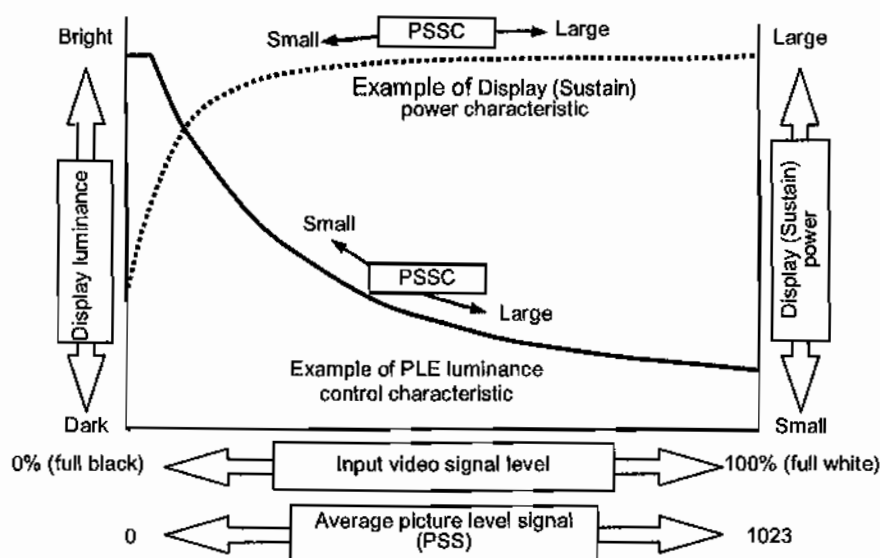 Bright
PSSC
Small
Large
Large
Example of Display (Sustain)
power characteristic
Display luminance
Small
PSSC
Large
Display (Sustain)
power
Example of PLE luminance
control characteristic
Dark
Small
0% (full black)
Input video signal level
100% (full white)
0
Average picture level signal
(PSS)
1023